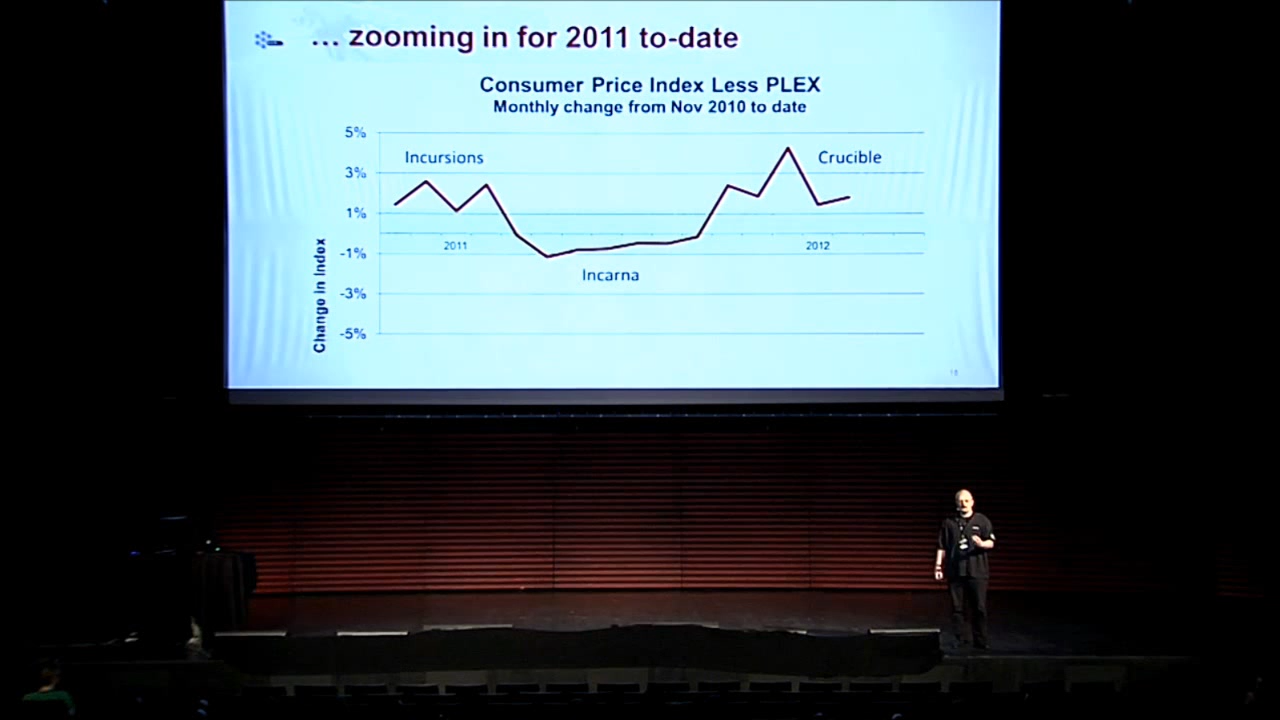 ... zooming in for 2011 to-date
Consumer Price Index Less PLEX
Monthly change from Nov 2010 to date
5%
Incursions
Crucible
3%
1%
2011
2012
-1%
Incarna
-3%
-5%
Change in Index